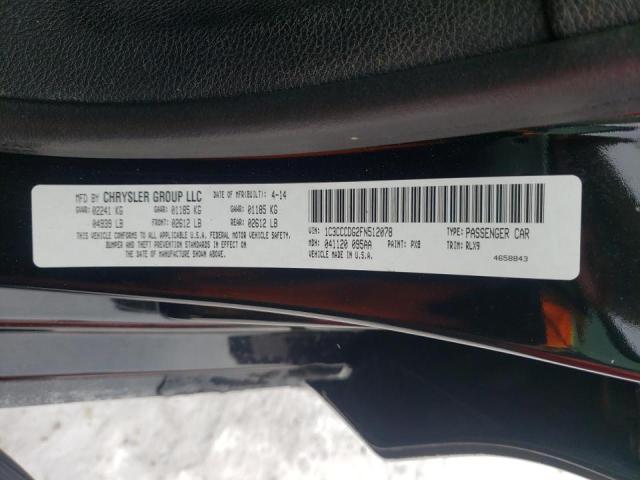 MFD BY CHRYSLER GROUP LLC DATE OF MFR(BUILT): 4-14
GVWR: 02241 KG GAWR: 01185 KG GAWR: 01185 KG
04939 LB FRONT: 02612 LB REAR: 02612 LB
THIS VEHICLE CONFORMS TO ALL APPLICABLE U.S.A. FEDERAL MOTOR VEHICLE SAFETY,
BUMPER AND THEFT PREVENTION STANDARDS IN EFFECT ON
THE DATE OF MANUFACTURE SHOWN ABOVE.
VIN: 1C3CCCDG2FN512078 TYPE: PASSENGER CAR
MDH: 041120 095AA PAINT: PX8 TRIM: RLX9
VEHICLE MADE IN U.S.A.
4658843